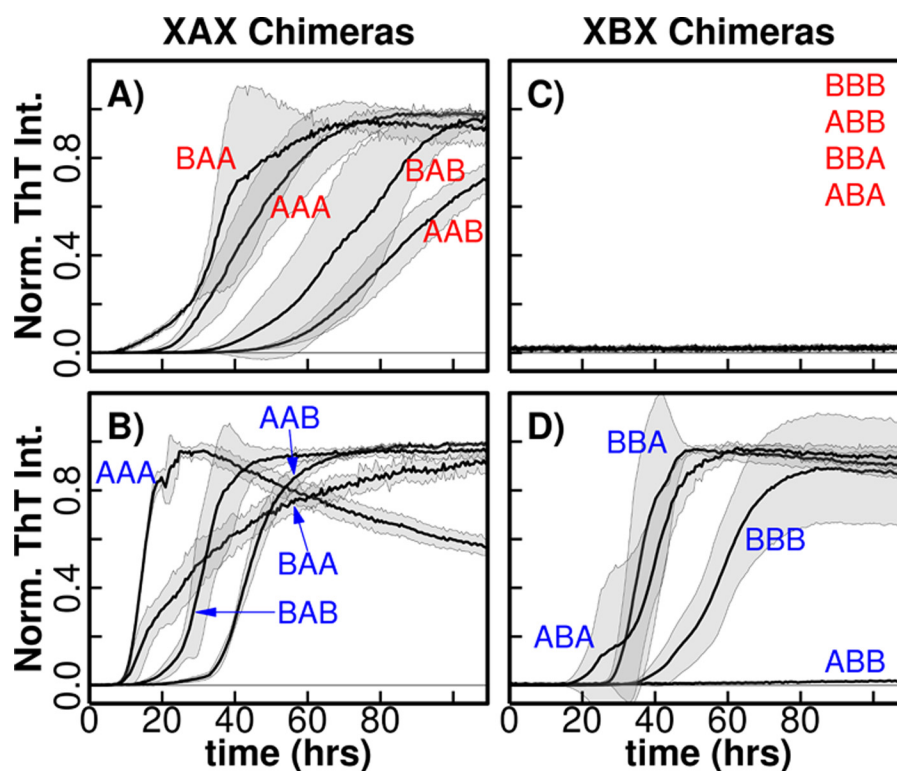 XAX Chimeras
XBX Chimeras
Norm. ThT Int.
0.0 0.4 0.8
A)
BAA
AAA
BAB
AAB
C)
BBB
ABB
BBA
ABA
Norm. ThT Int.
0.0 0.4 0.8
B)
AAB
AAA
BAA
BAB
D)
BBA
BBB
ABA
ABB
0 20 40 60 80
0 20 40 60 80
time (hrs)
time (hrs)